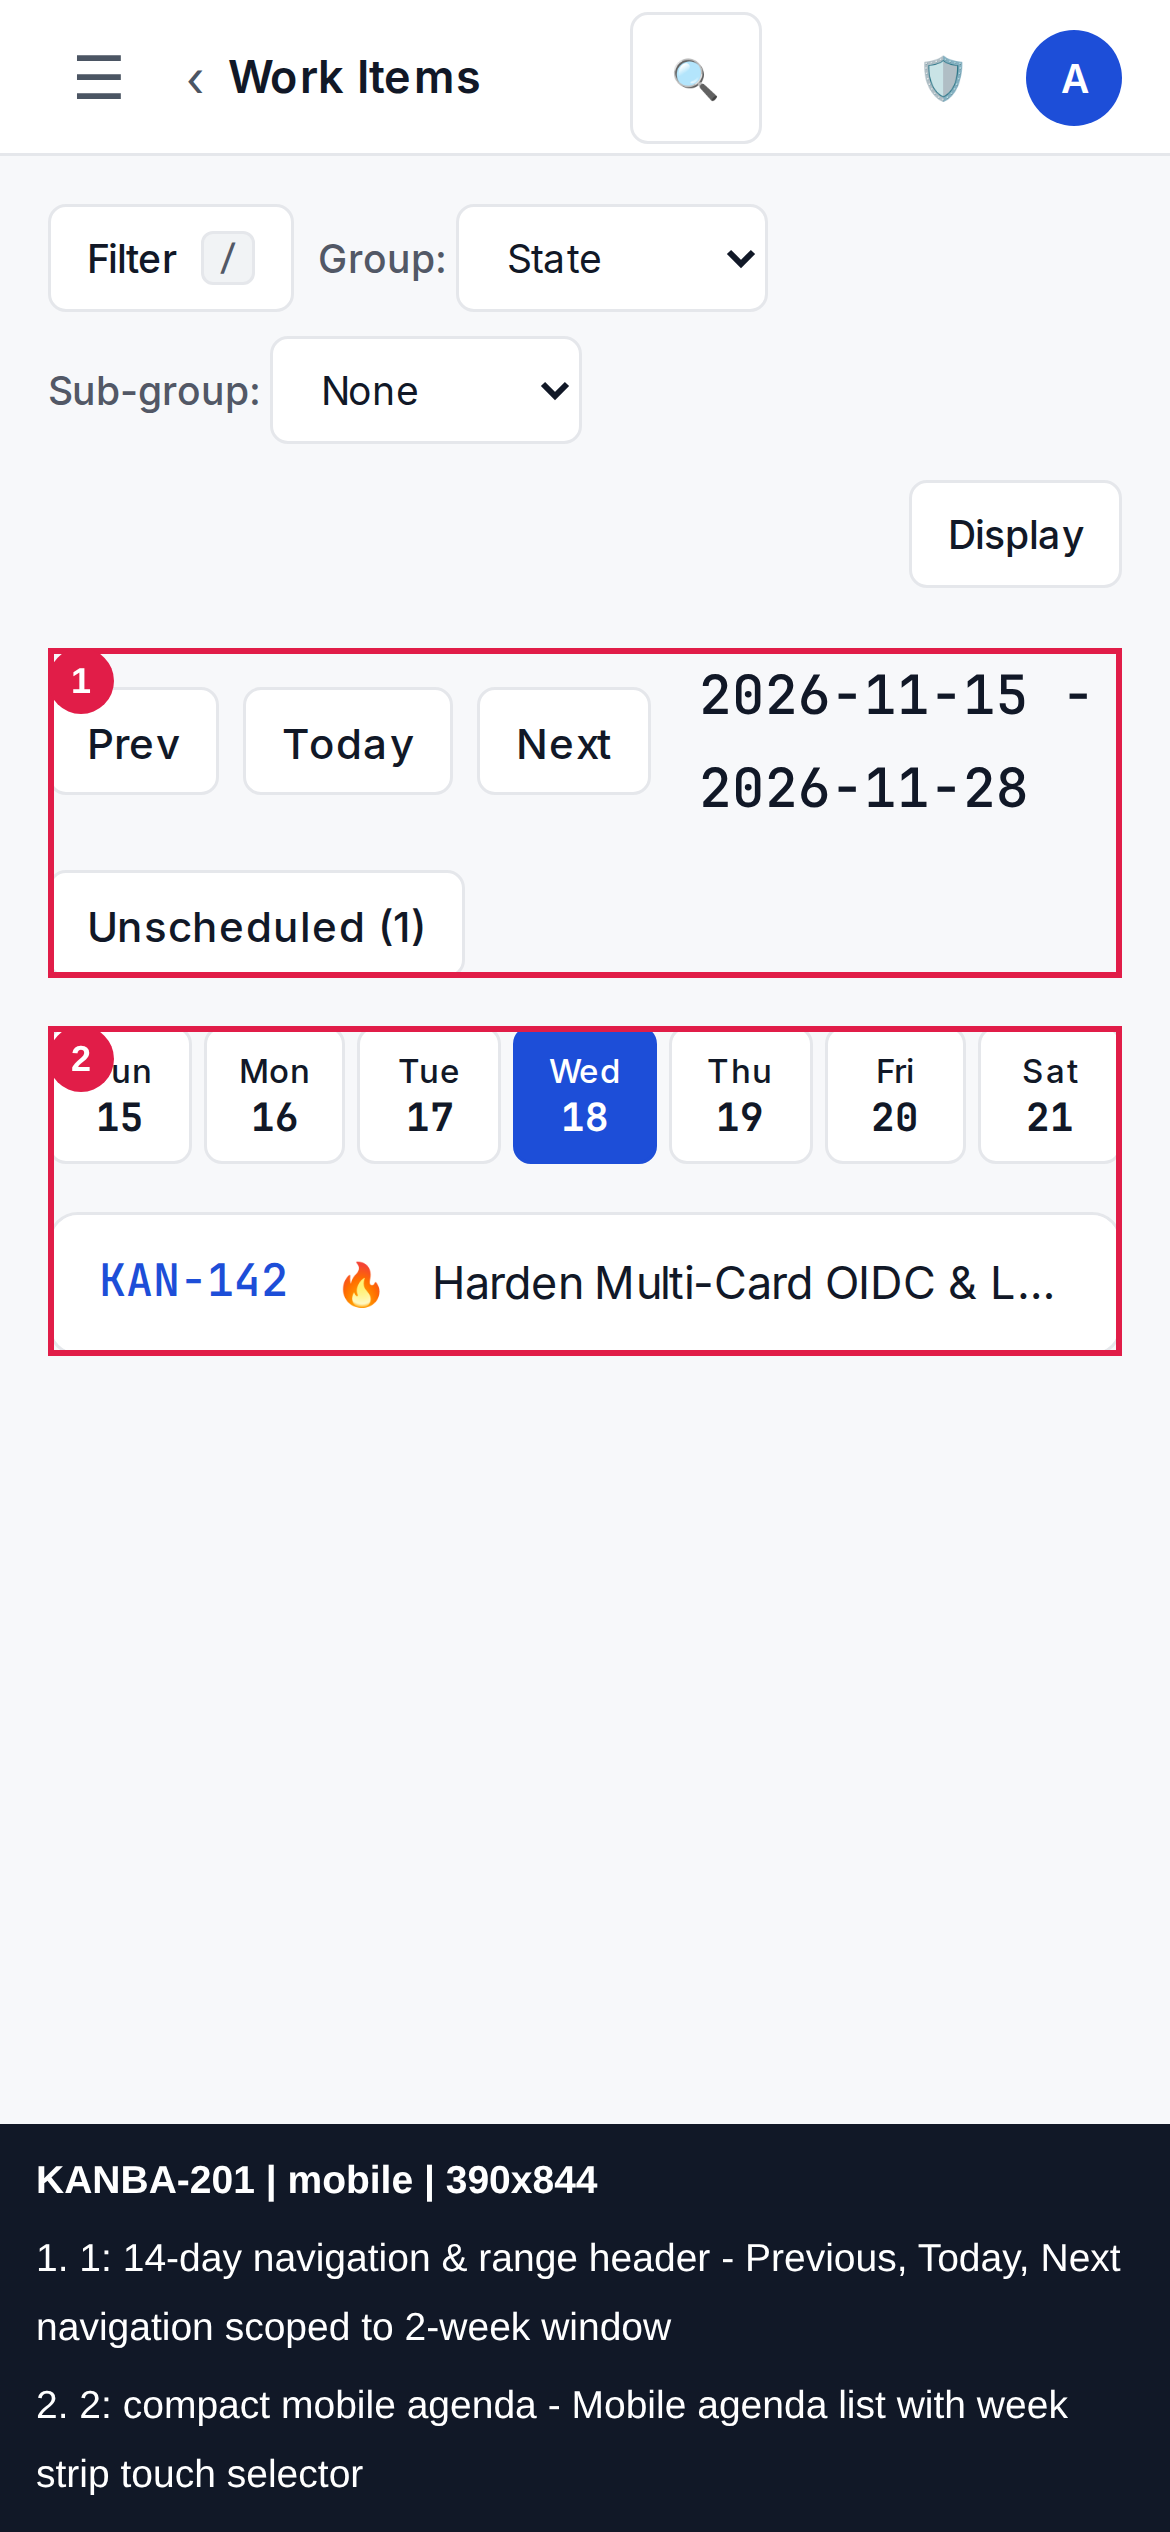 ☰ ‹ Work Items 🔍 🛡️ A
Filter / Group: State
Sub-group: None
Display
1
Prev Today Next 2026-11-15 -
2026-11-28
Unscheduled (1)
2
un Mon Tue Wed Thu Fri Sat
15 16 17 18 19 20 21
KAN-142 🔥 Harden Multi-Card OIDC & L...
KANBA-201 | mobile | 390x844
1. 1: 14-day navigation & range header - Previous, Today, Next
navigation scoped to 2-week window
2. 2: compact mobile agenda - Mobile agenda list with week
strip touch selector